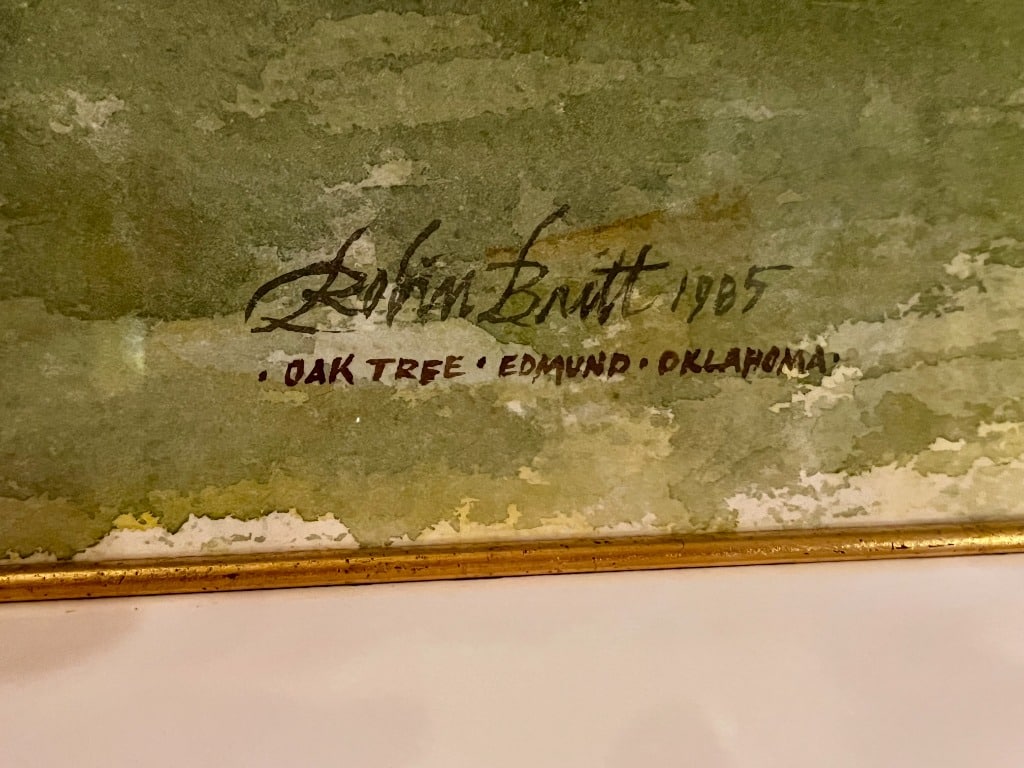 Robin Britt 1985
· OAK TREE · EDMUND · OKLAHOMA ·